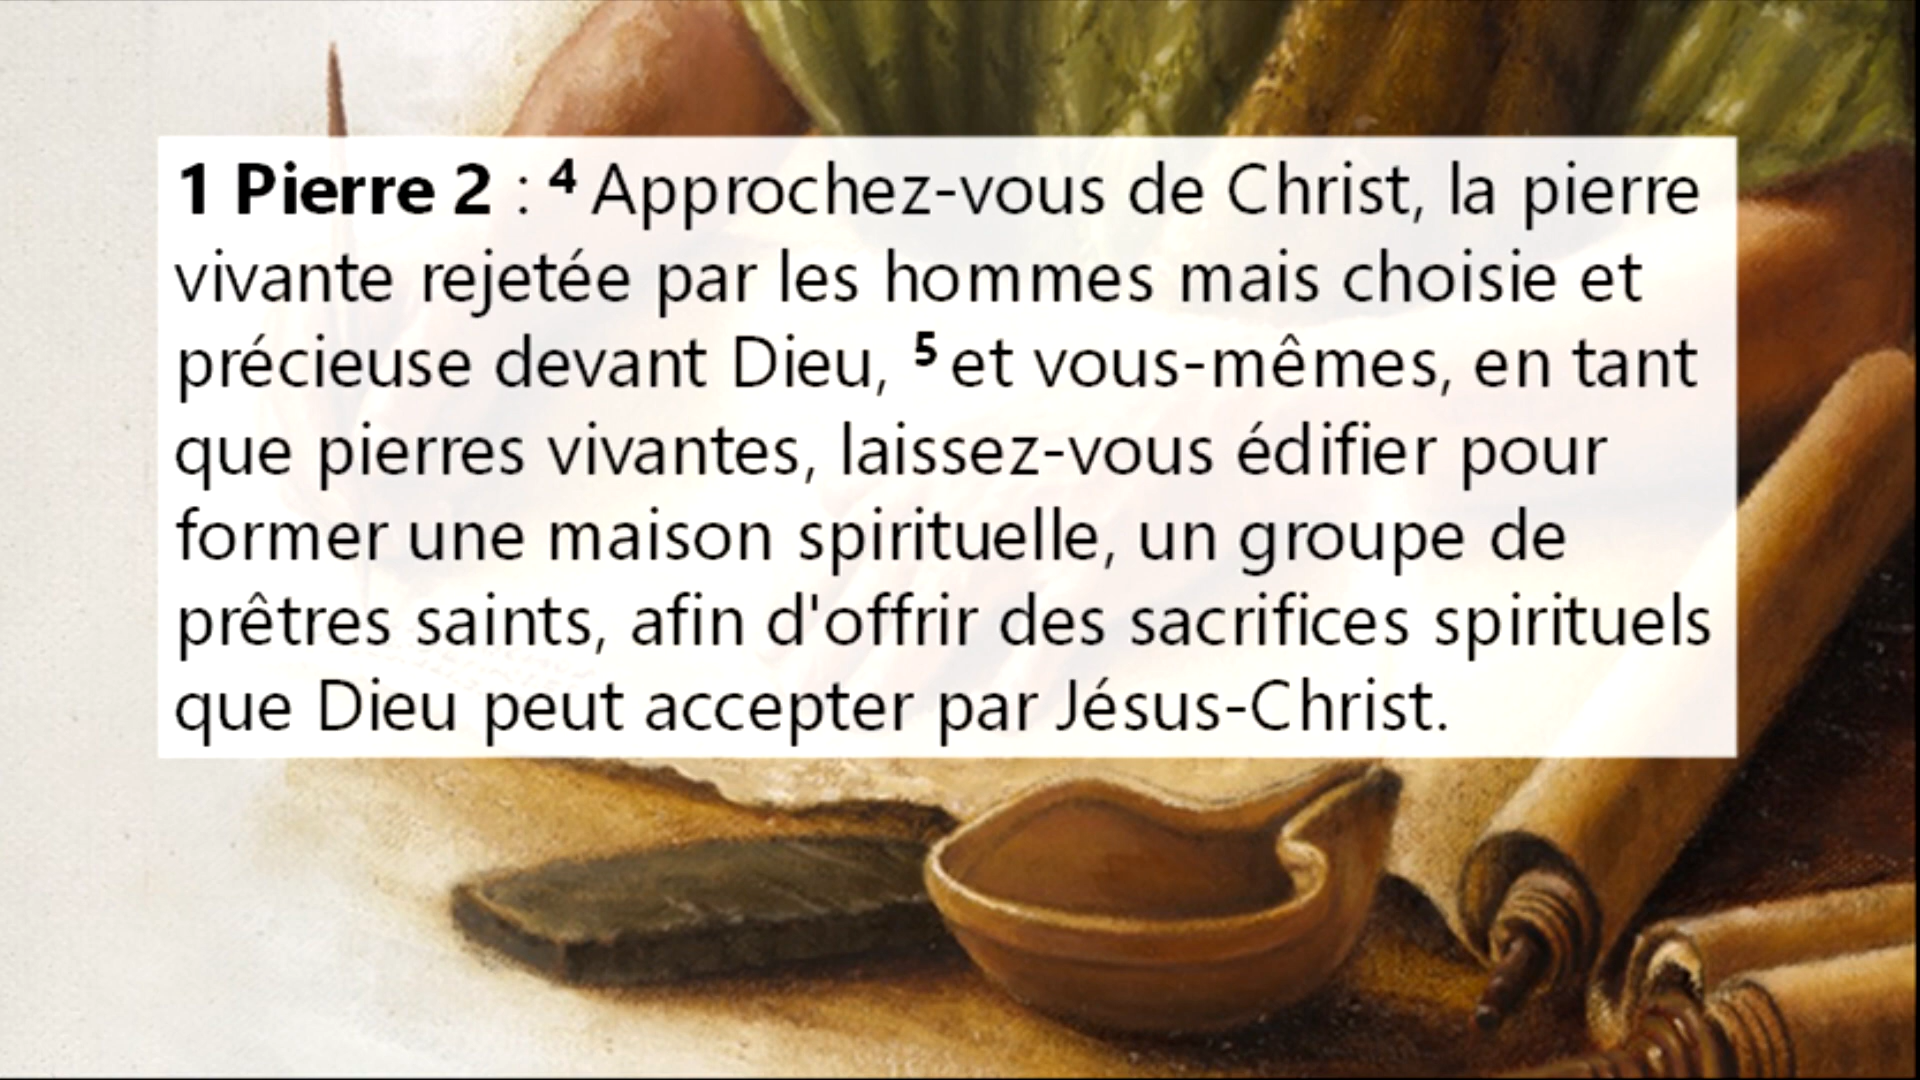 1 Pierre 2 : 4 Approchez-vous de Christ, la pierre
vivante rejetée par les hommes mais choisie et
précieuse devant Dieu, 5 et vous-mêmes, en tant
que pierres vivantes, laissez-vous édifier pour
former une maison spirituelle, un groupe de
prêtres saints, afin d'offrir des sacrifices spirituels
que Dieu peut accepter par Jésus-Christ.